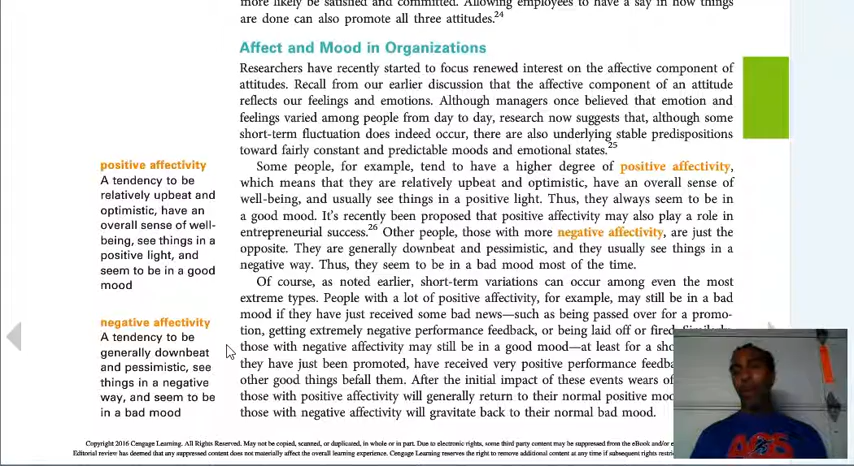 more likely be satisfied and committed. Allowing employees to have a say in how things
are done can also promote all three attitudes.24
Affect and Mood in Organizations
Researchers have recently started to focus renewed interest on the affective component of
attitudes. Recall from our earlier discussion that the affective component of an attitude
reflects our feelings and emotions. Although managers once believed that emotion and
feelings varied among people from day to day, research now suggests that, although some
short-term fluctuation does indeed occur, there are also underlying stable predispositions
toward fairly constant and predictable moods and emotional states.25
Some people, for example, tend to have a higher degree of positive affectivity,
which means that they are relatively upbeat and optimistic, have an overall sense of
well-being, and usually see things in a positive light. Thus, they always seem to be in
a good mood. It's recently been proposed that positive affectivity may also play a role in
entrepreneurial success.26 Other people, those with more negative affectivity, are just the
opposite. They are generally downbeat and pessimistic, and they usually see things in a
negative way. Thus, they seem to be in a bad mood most of the time.
Of course, as noted earlier, short-term variations can occur among even the most
extreme types. People with a lot of positive affectivity, for example, may still be in a bad
mood if they have just received some bad news—such as being passed over for a promo-
tion, getting extremely negative performance feedback, or being laid off or fired.
those with negative affectivity may still be in a good mood—at least for a
they have just been promoted, have received very positive performance
other good things befall them. After the initial impact of these events wears
those with positive affectivity will generally return to their normal positive
those with negative affectivity will gravitate back to their normal bad mood.
positive affectivity
A tendency to be
relatively upbeat and
optimistic, have an
overall sense of well-
being, see things in a
positive light, and
seem to be in a good
mood
negative affectivity
A tendency to be
generally downbeat
and pessimistic, see
things in a negative
way, and seem to be
in a bad mood
Copyright 2016 Cengage Learning. All Rights Reserved. May not be copied, scanned, or duplicated, in whole or in part. Due to electronic rights, some third party content may be suppressed from the eBook and/or
Editorial review has deemed that any suppressed content does not materially affect the overall learning experience. Cengage Learning reserves the right to remove additional content at any time if subsequent rights